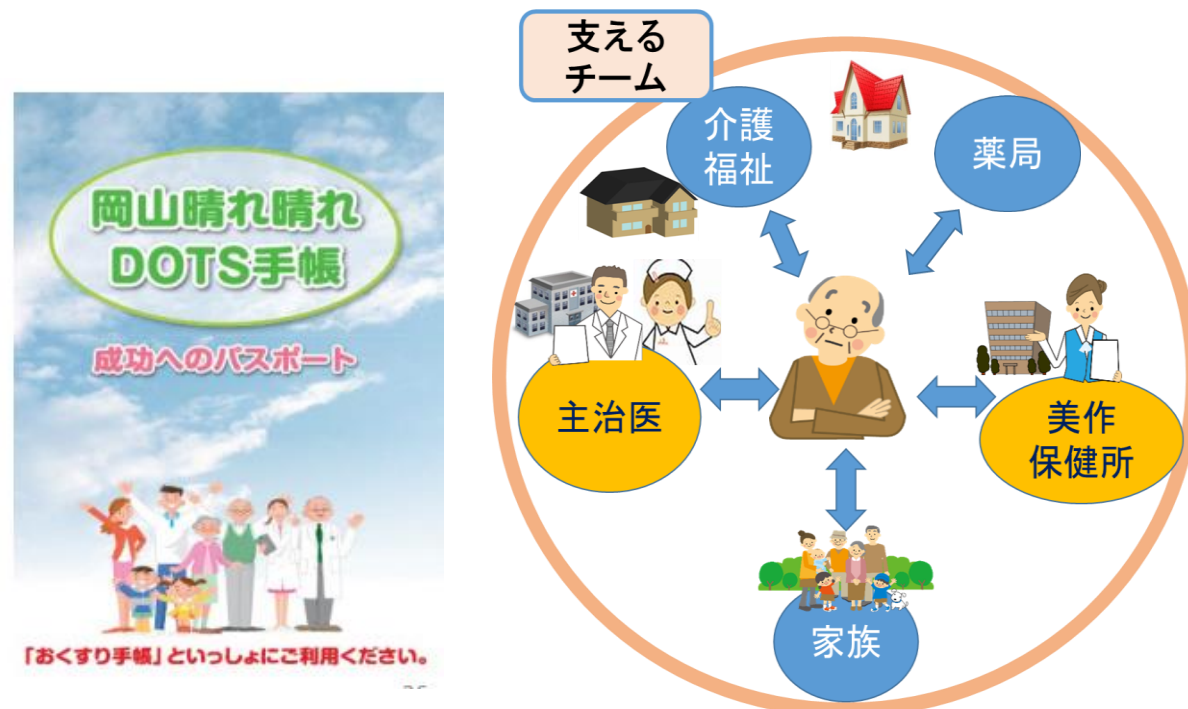 岡山晴れ晴れ
DOTS手帳
成功へのパスポート
「おくすり手帳」といっしょにご利用ください。
支える
チーム
介護
福祉
薬局
主治医
美作
保健所
家族